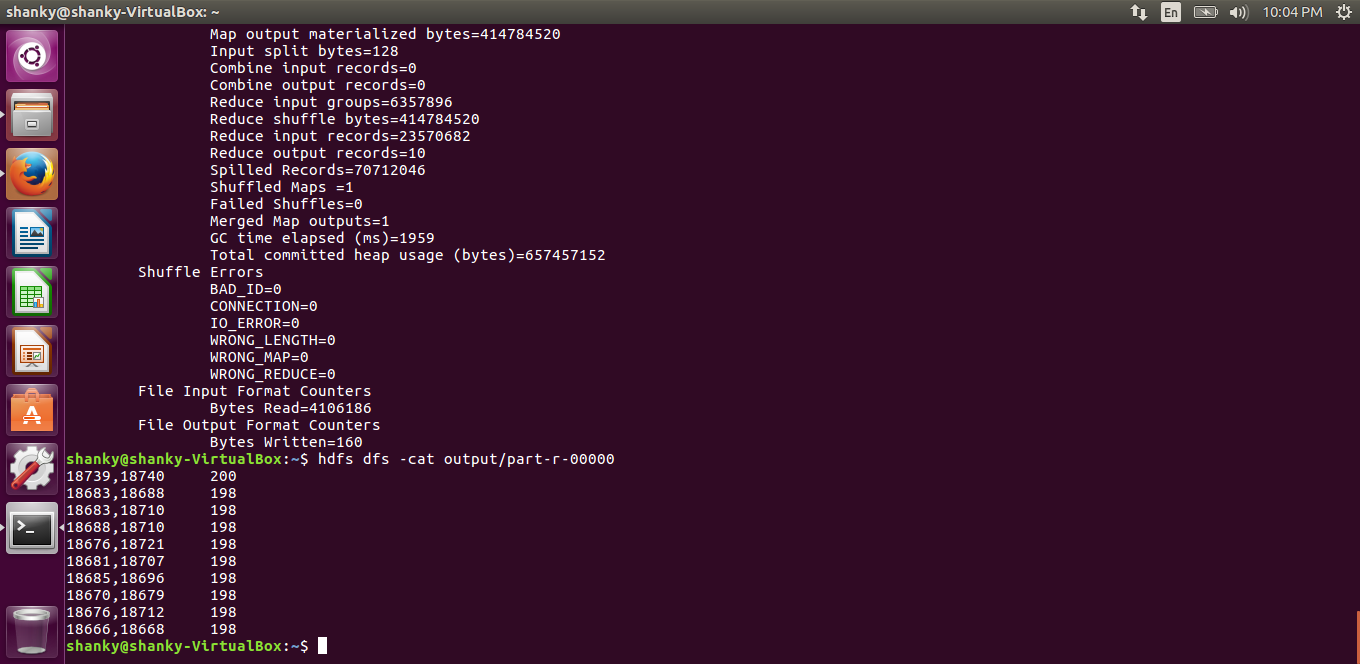 shanky@shanky-VirtualBox: ~
En
10:04 PM
Map output materialized bytes=414784520
Input split bytes=128
Combine input records=0
Combine output records=0
Reduce input groups=6357896
Reduce shuffle bytes=414784520
Reduce input records=23570682
Reduce output records=10
Spilled Records=70712046
Shuffled Maps =1
Failed Shuffles=0
Merged Map outputs=1
GC time elapsed (ms)=1959
Total committed heap usage (bytes)=657457152
Shuffle Errors
BAD_ID=0
CONNECTION=0
IO_ERROR=0
WRONG_LENGTH=0
WRONG_MAP=0
WRONG_REDUCE=0
File Input Format Counters
Bytes Read=4106186
File Output Format Counters
Bytes Written=160
shanky@shanky-VirtualBox:~$ hdfs dfs -cat output/part-r-00000
18739,18740 200
18683,18688 198
18683,18710 198
18688,18710 198
18676,18721 198
18681,18707 198
18685,18696 198
18670,18679 198
18676,18712 198
18666,18668 198
shanky@shanky-VirtualBox:~$